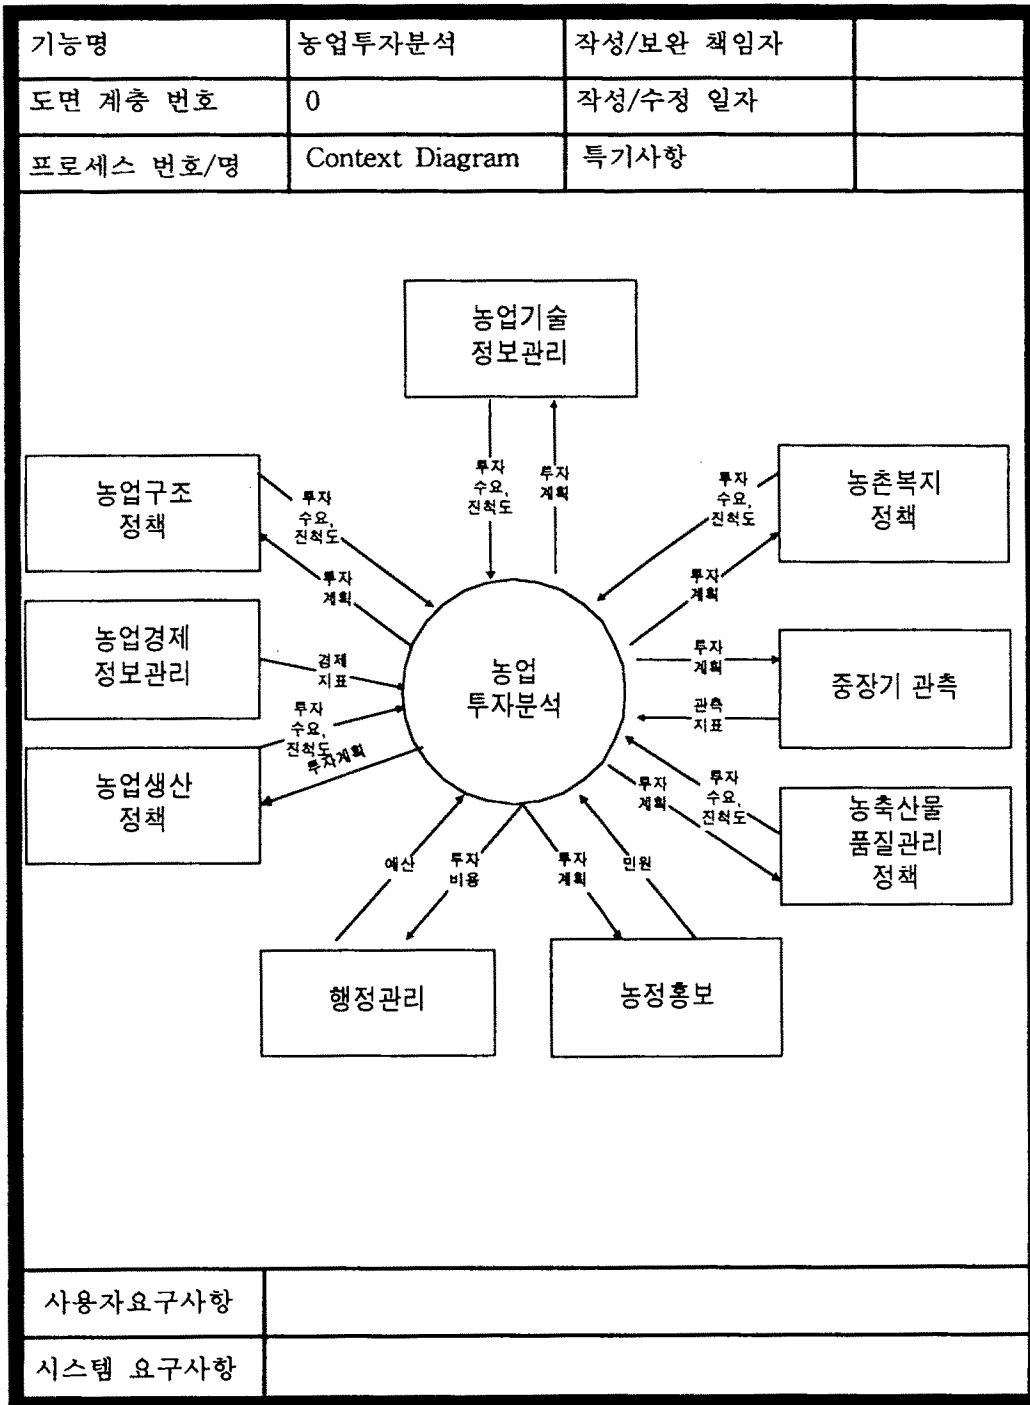 기능명 농업투자분석 작성/보완 책임자
도면 계층 번호 0 작성/수정 일자
프로세스 번호/명 Context Diagram 특기사항
농업기술
정보관리
투자
수요,
진척도
투자
계획
농업구조
정책
투자
수요,
진척도
투자
계획
농촌복지
정책
투자
수요,
진척도
투자
계획
농업경제
정보관리
경제
지표
농업
투자분석
투자
계획
관측
지표
중장기 관측
농업생산
정책
투자
수요,
진척도
투자계획
투자
계획
투자
수요,
진척도
농축산물
품질관리
정책
예산
투자
비용
투자
계획
민원
행정관리
농정홍보
사용자요구사항
시스템 요구사항